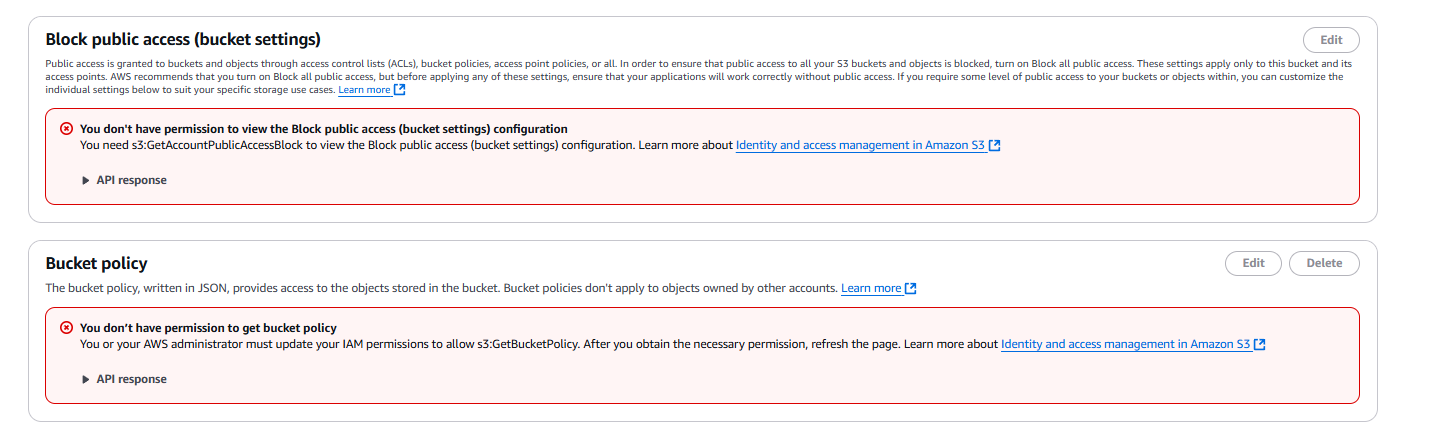 Block public access (bucket settings)
Edit
Public access is granted to buckets and objects through access control lists (ACLs), bucket policies, access point policies, or all. In order to ensure that public access to all your S3 buckets and objects is blocked, turn on Block all public access. These settings apply only to this bucket and its
access points. AWS recommends that you turn on Block all public access, but before applying any of these settings, ensure that your applications will work correctly without public access. If you require some level of public access to your buckets or objects within, you can customize the
individual settings below to suit your specific storage use cases. Learn more
You don't have permission to view the Block public access (bucket settings) configuration
You need s3:GetAccountPublicAccessBlock to view the Block public access (bucket settings) configuration. Learn more about Identity and access management in Amazon S3
API response
Bucket policy
Edit
Delete
The bucket policy, written in JSON, provides access to the objects stored in the bucket. Bucket policies don't apply to objects owned by other accounts. Learn more
You don’t have permission to get bucket policy
You or your AWS administrator must update your IAM permissions to allow s3:GetBucketPolicy. After you obtain the necessary permission, refresh the page. Learn more about Identity and access management in Amazon S3
API response